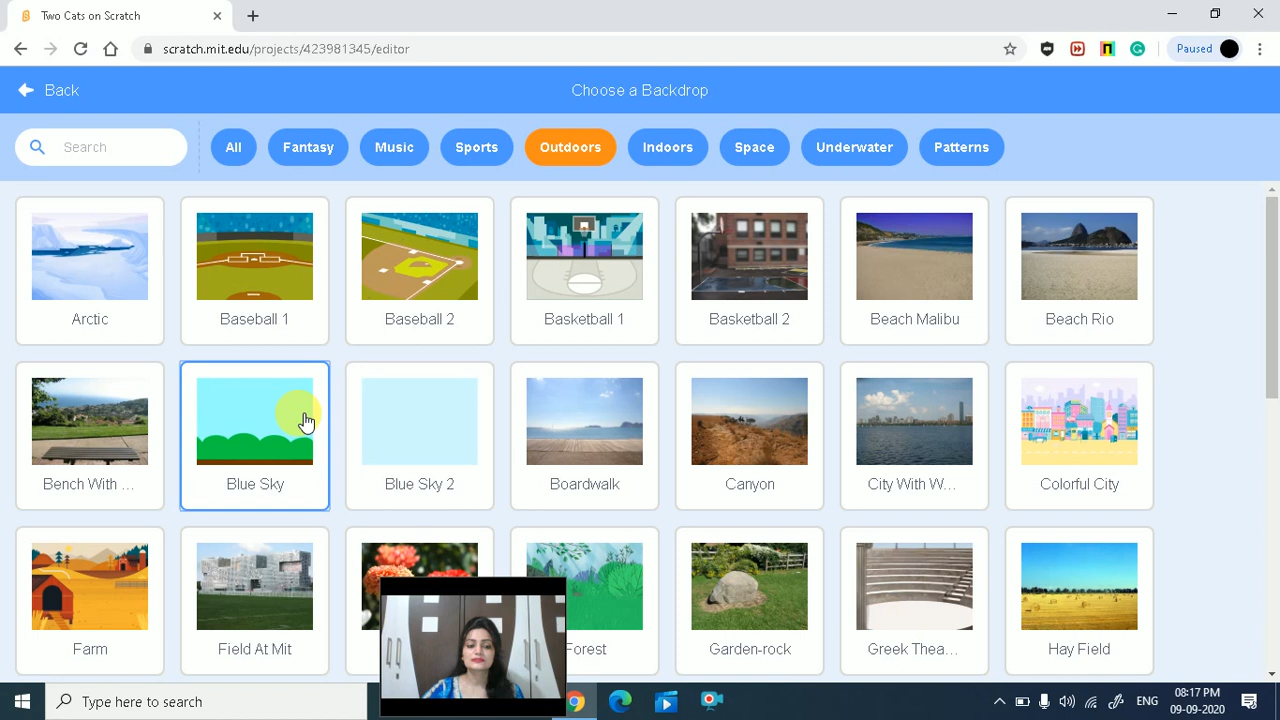 Two Cats on Scratch
scratch.mit.edu/projects/423981345/editor
Paused
Back
Choose a Backdrop
Search
All
Fantasy
Music
Sports
Outdoors
Indoors
Space
Underwater
Patterns
Arctic
Baseball 1
Baseball 2
Basketball 1
Basketball 2
Beach Malibu
Beach Rio
Bench With ...
Blue Sky
Blue Sky 2
Boardwalk
Canyon
City With W...
Colorful City
Farm
Field At Mit
Forest
Garden-rock
Greek Thea...
Hay Field
Type here to search
ENG
08:17 PM
09-09-2020